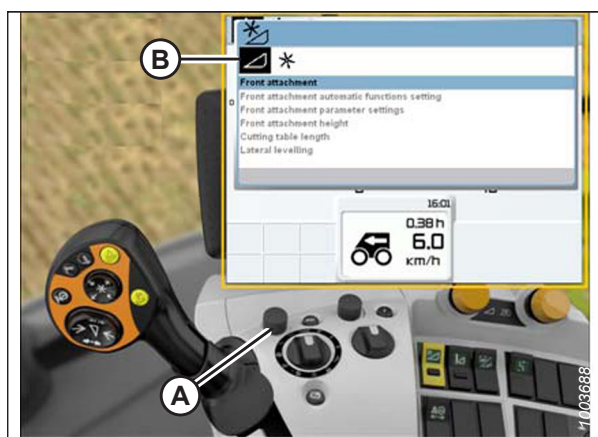 B
Front attachment
Front attachment automatic functions setting
Front attachment parameter settings
Front attachment height
Cutting table length
Lateral levelling
16:01
0.38 h
6.0
km/h
A
1003688